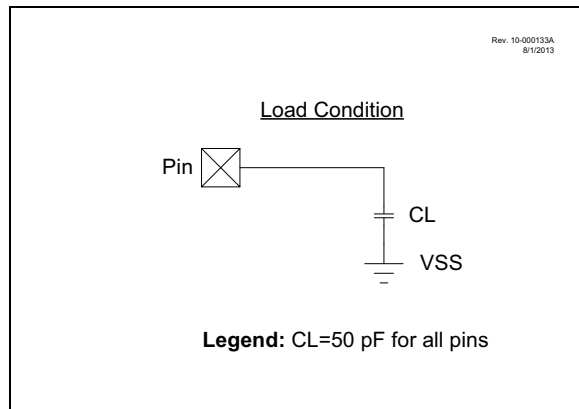 Rev. 10-000133A
8/1/2013
Load Condition
Pin
CL
VSS
Legend: CL=50 pF for all pins